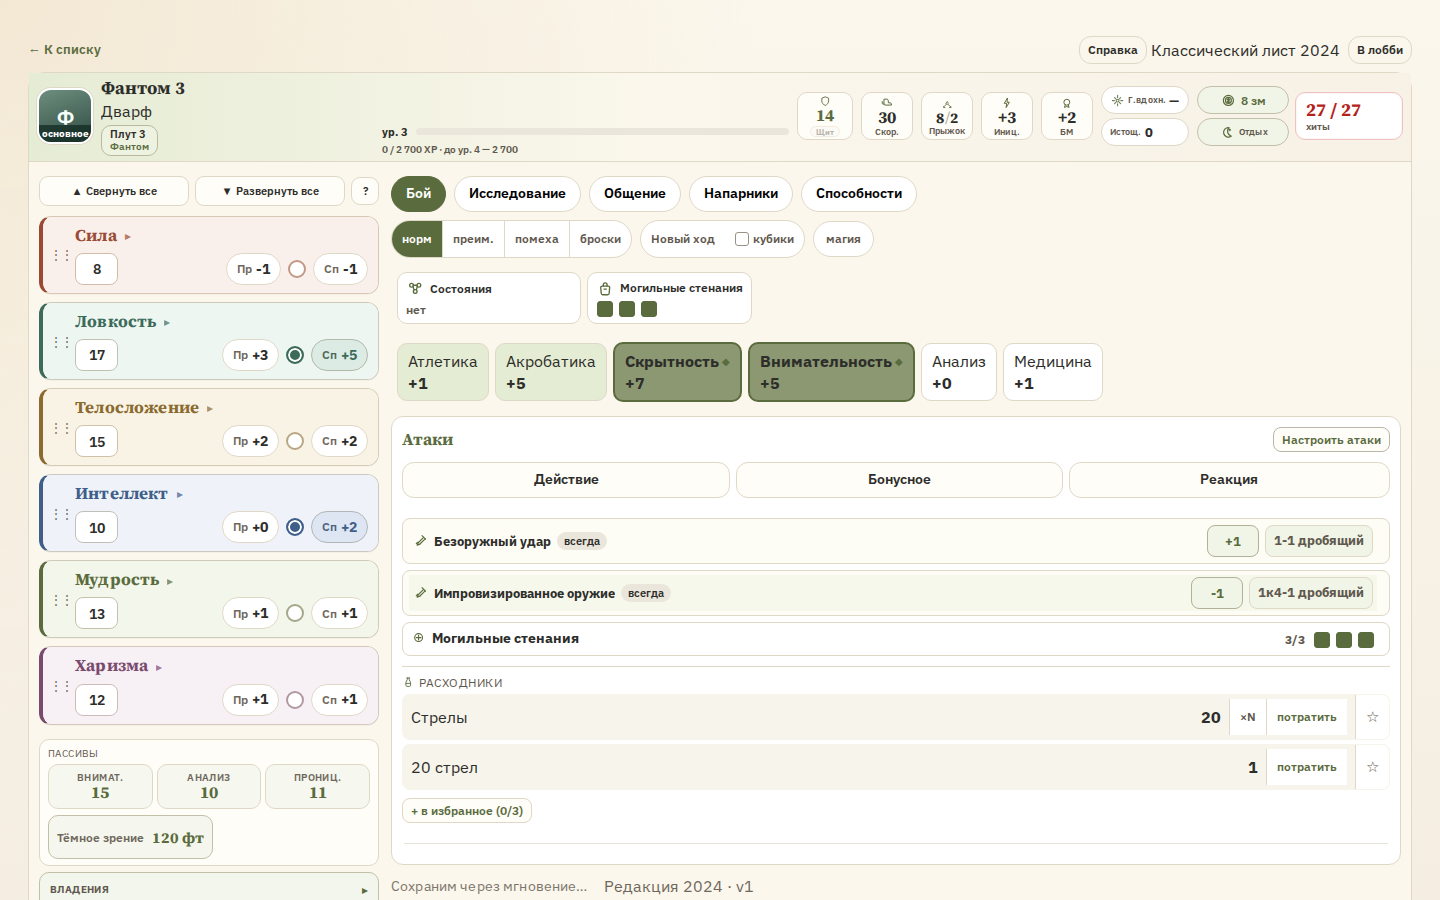 ← К списку
Справка Классический лист 2024 В лобби
Ф
основное
Фантом 3
Дварф
Плут 3
Фантом
ур. 3
0 / 2 700 XP · до ур. 4 — 2 700
14
Щит
30
Скор.
8/2
Прыжок
+3
Иниц.
+2
БМ
Г.вдохн. —
Истощ. 0
8 зм
Отдых
27 / 27
хиты
▲ Свернуть все ▼ Развернуть все ?
Сила ▸
8 Пр -1 Сп -1
Ловкость ▸
17 Пр +3 Сп +5
Телосложение ▸
15 Пр +2 Сп +2
Интеллект ▸
10 Пр +0 Сп +2
Мудрость ▸
13 Пр +1 Сп +1
Харизма ▸
12 Пр +1 Сп +1
ПАССИВЫ
ВНИМАТ. АНАЛИЗ ПРОНИЦ.
15 10 11
Тёмное зрение 120 фт
ВЛАДЕНИЯ ▸
Бой Исследование Общение Напарники Способности
норм преим. помеха броски Новый ход кубики магия
Состояния
нет
Могильные стенания
Атлетика
+1
Акробатика
+5
Скрытность ◆
+7
Внимательность ◆
+5
Анализ
+0
Медицина
+1
Атаки Настроить атаки
Действие Бонусное Реакция
Безоружный удар всегда +1 1-1 дробящий
Импровизированное оружие всегда -1 1к4-1 дробящий
Могильные стенания 3/3
РАСХОДНИКИ
Стрелы 20 ×N потратить ☆
20 стрел 1 потратить ☆
+ в избранное (0/3)
Сохраним через мгновение… Редакция 2024 · v1